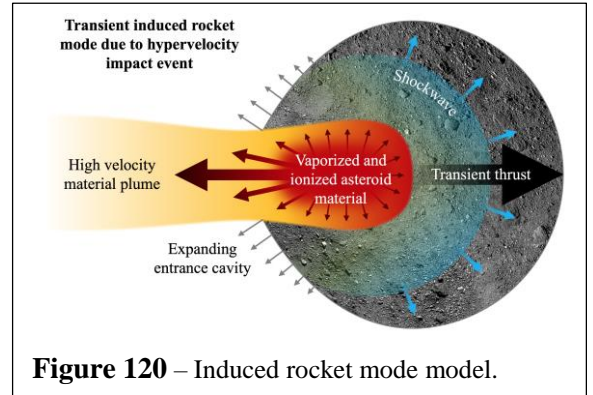 Transient induced rocket
mode due to hypervelocity
impact event
Shockwave
High velocity
material plume
Vaporized and
ionized asteroid
material
Transient thrust
Expanding
entrance cavity
Figure 120 – Induced rocket mode model.